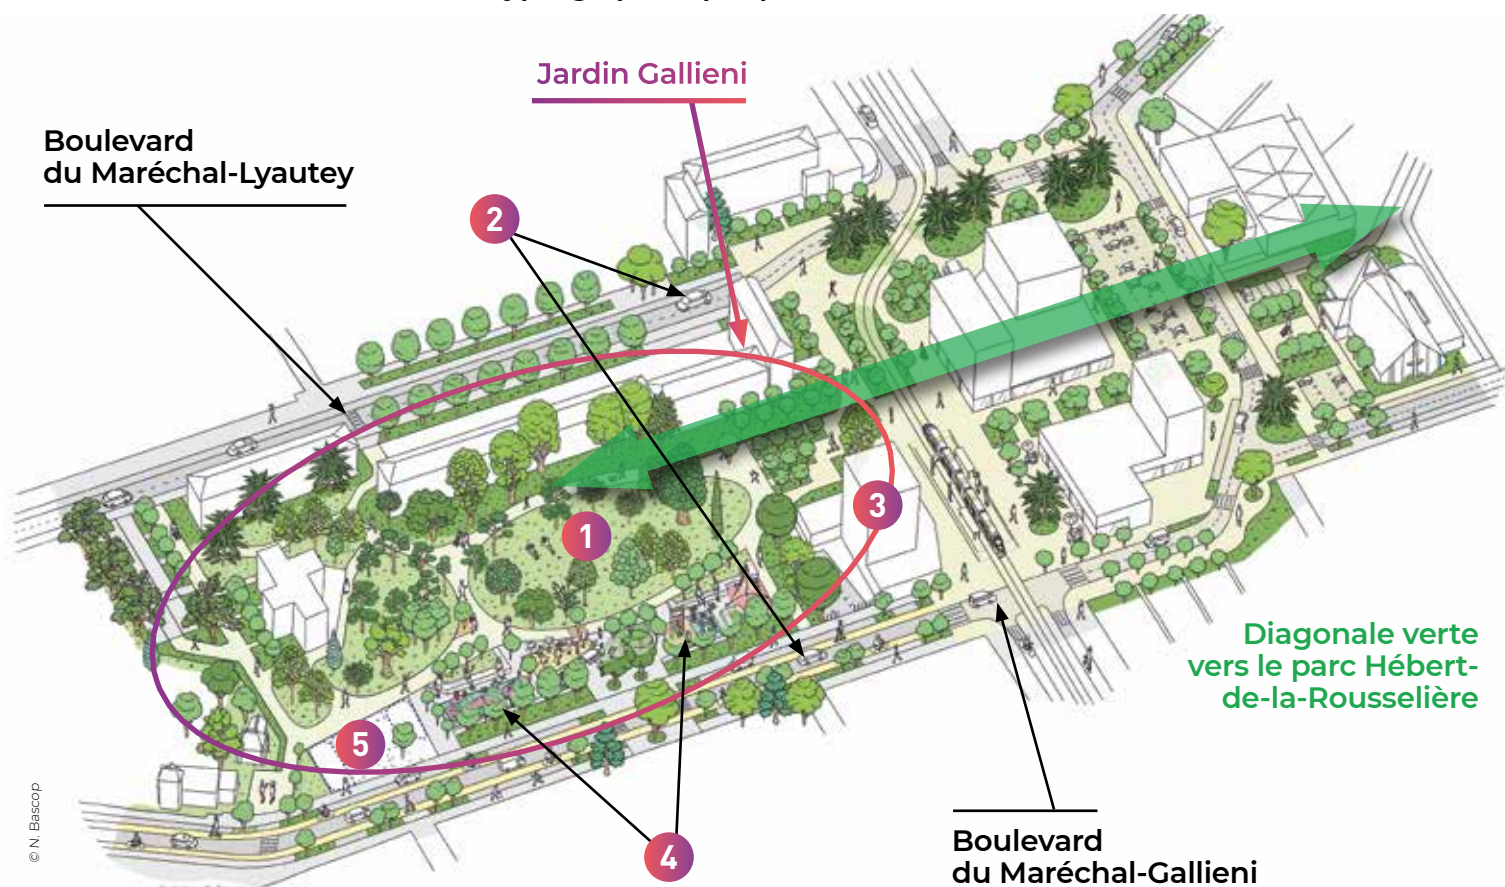 Jardin Gallieni
Boulevard
du Maréchal-Lyautey
2
1
3
5
4
Diagonale verte
vers le parc Hébert-
de-la-Rousselière
Boulevard
du Maréchal-Gallieni
© N. Bascop